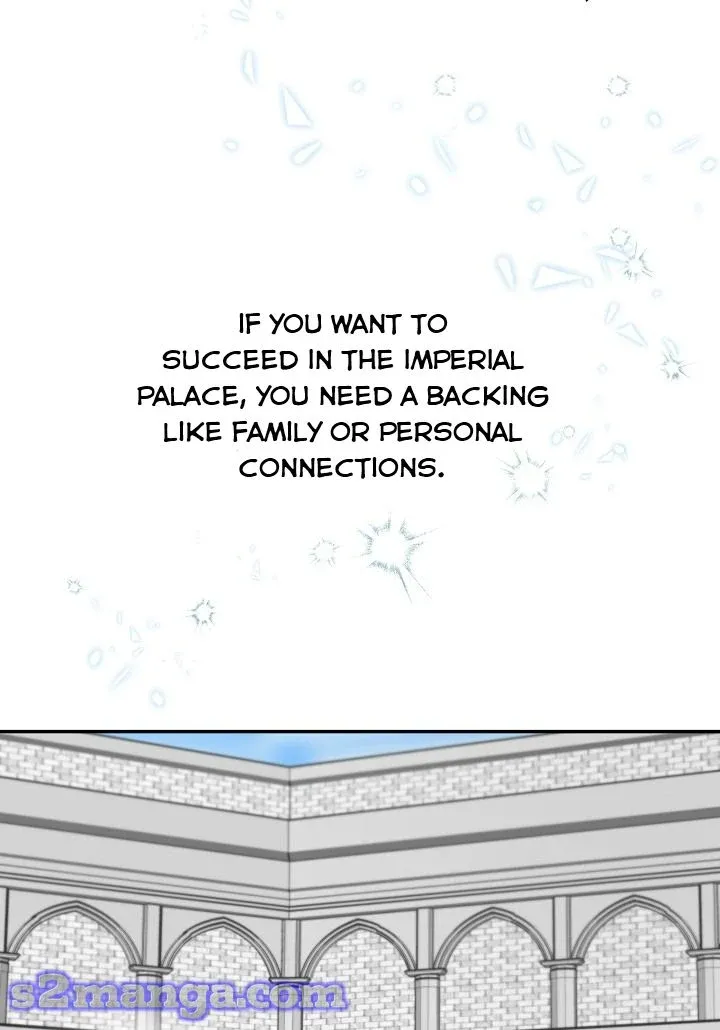 IF YOU WANT TO
SUCCEED IN THE IMPERIAL
PALACE, YOU NEED A BACKING
LIKE FAMILY OR PERSONAL
CONNECTIONS.
s2manga.com